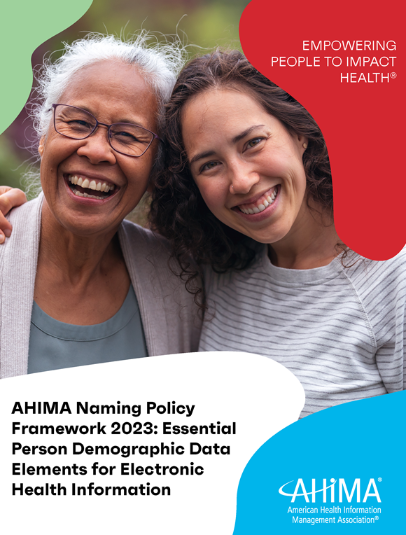 EMPOWERING
PEOPLE TO IMPACT
HEALTH®
AHIMA Naming Policy
Framework 2023: Essential
Person Demographic Data
Elements for Electronic
Health Information
AHIMA®
American Health Information
Management Association®